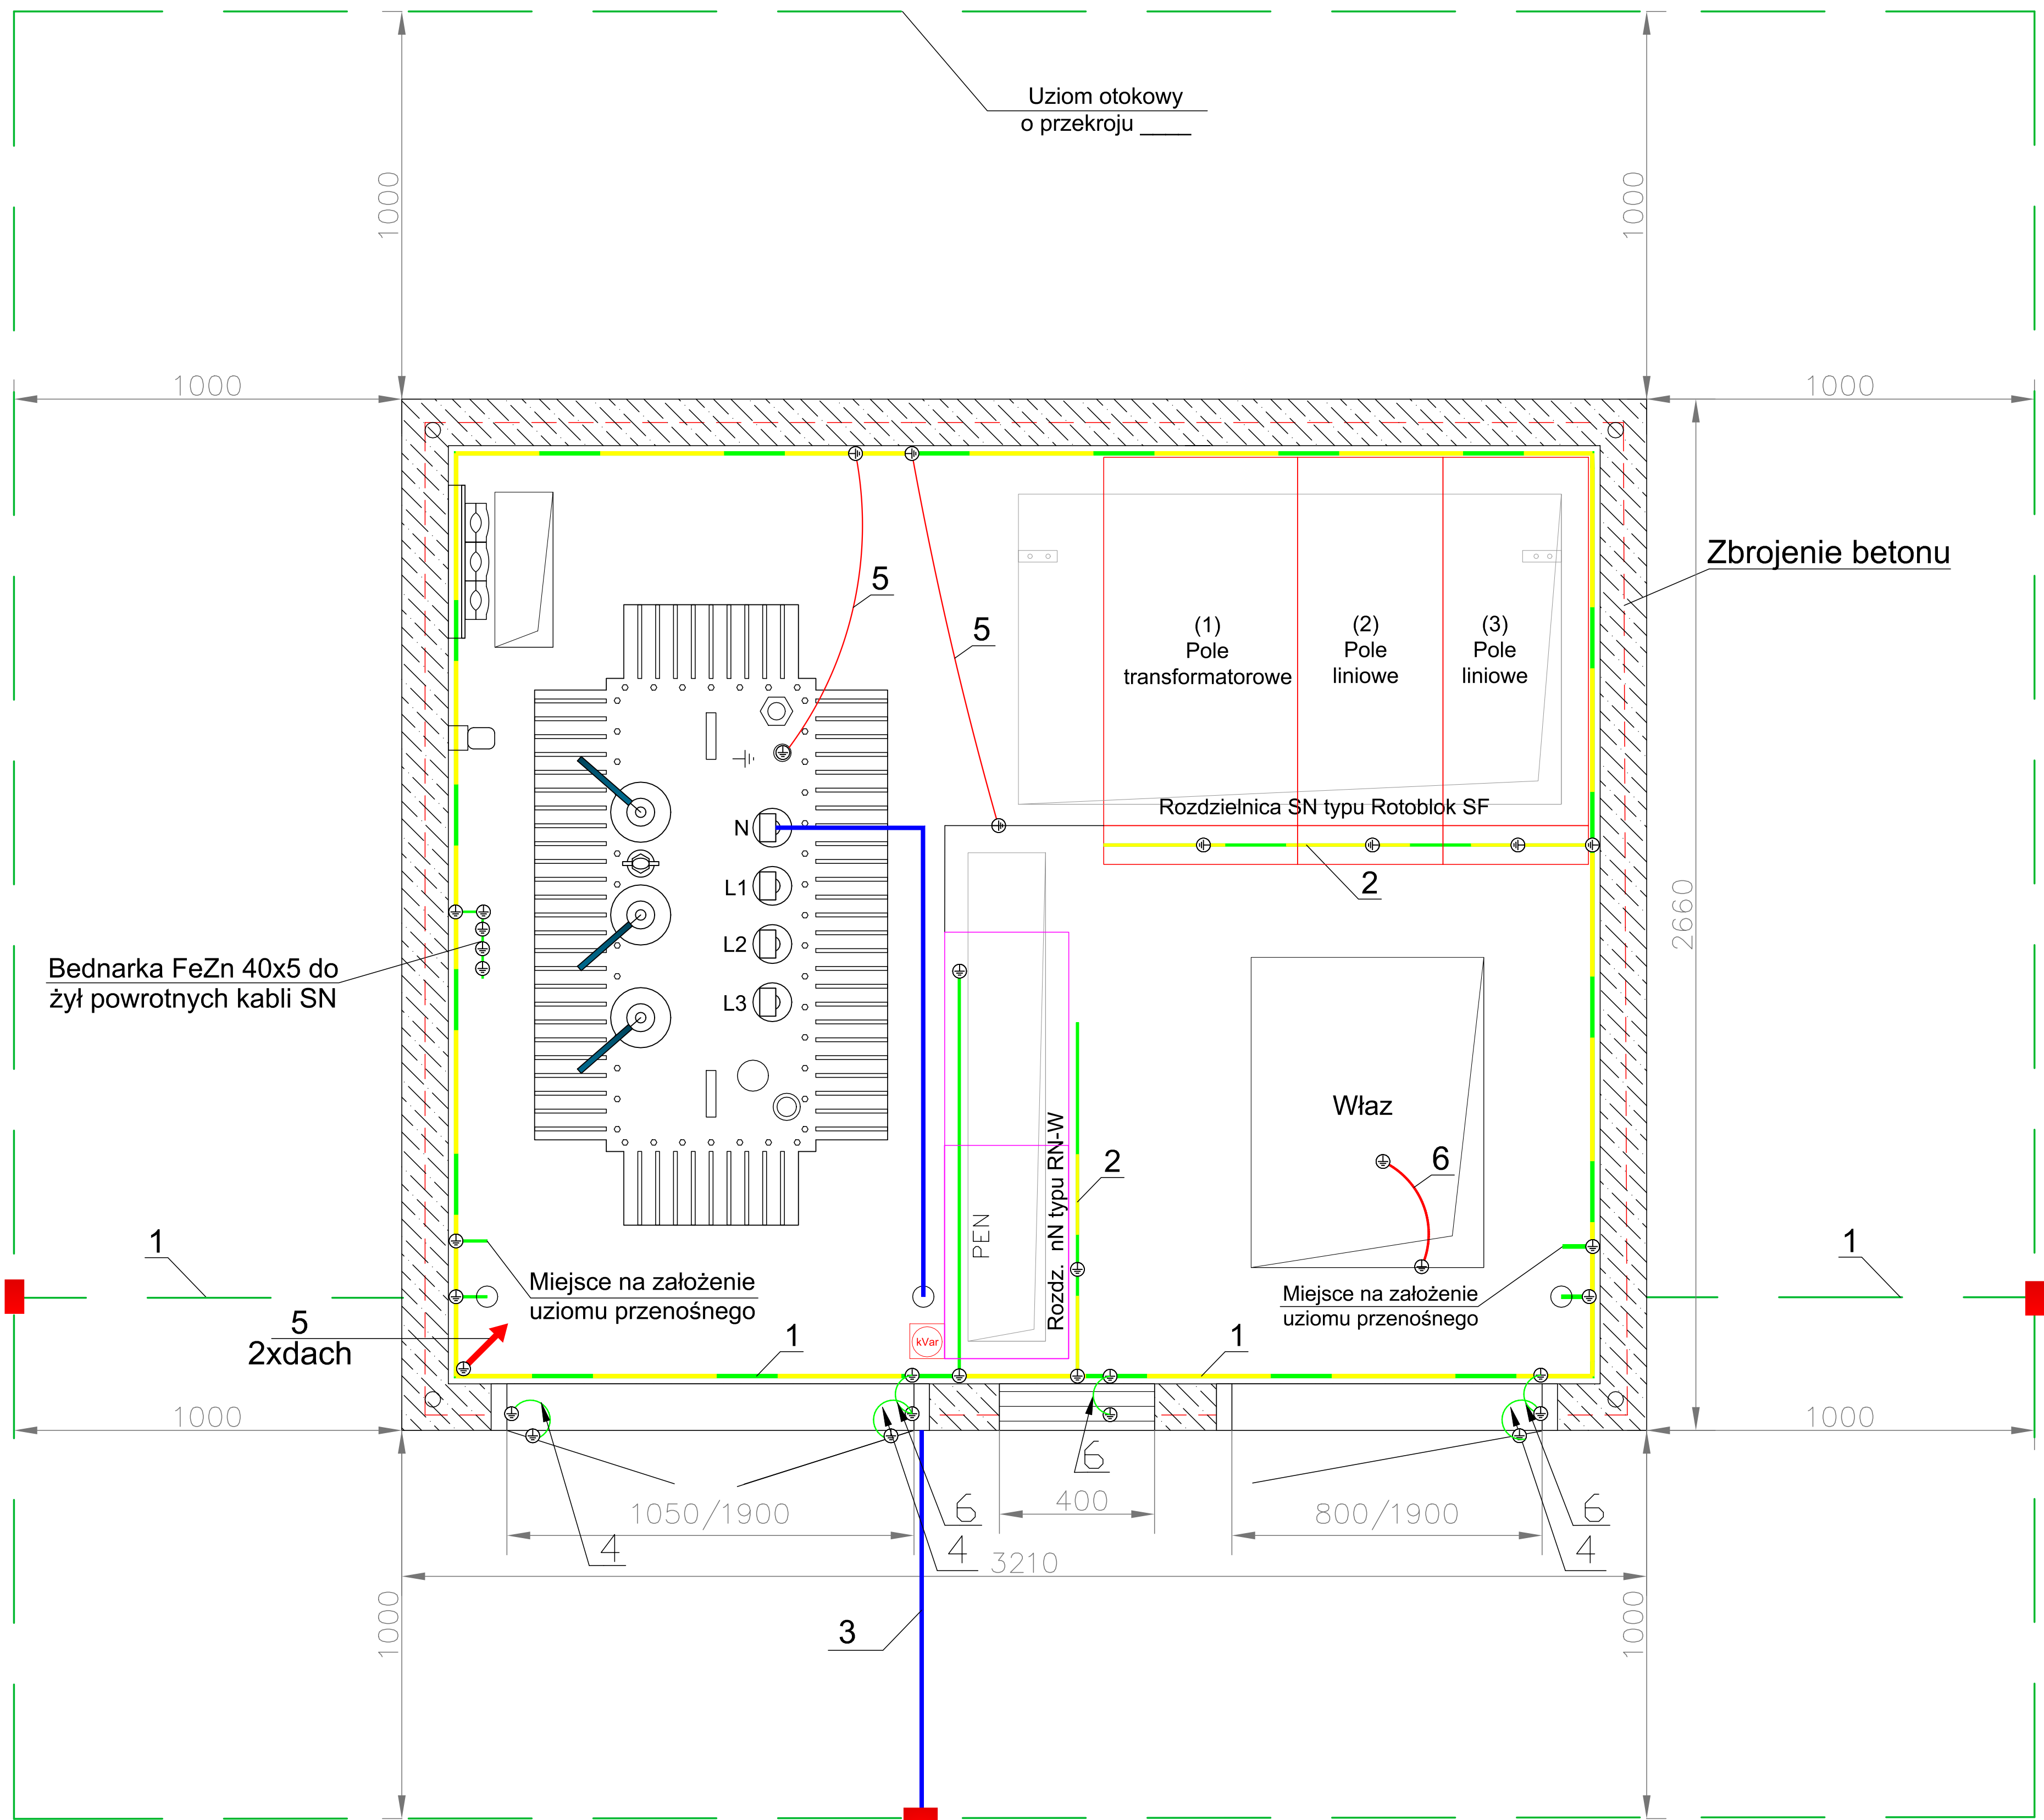 Uziom otokowy
o przekroju ____
1000
1000
1000
1000
Zbrojenie betonu
5
5
(1)
Pole
transformatorowe
(2)
Pole
liniowe
(3)
Pole
liniowe
Rozdzielnica SN typu Rotoblok SF
N
L1
L2
L3
2
2660
Bednarka FeZn 40x5 do
żył powrotnych kabli SN
Właz
6
2
PEN
Rozdz. nN typu RN-W
1
1
Miejsce na założenie
uziomu przenośnego
Miejsce na założenie
uziomu przenośnego
5
2xdach
kVar
1
1
1000
1000
6
1050/1900
6
400
800/1900
6
4
4
4
3210
1000
1000
3